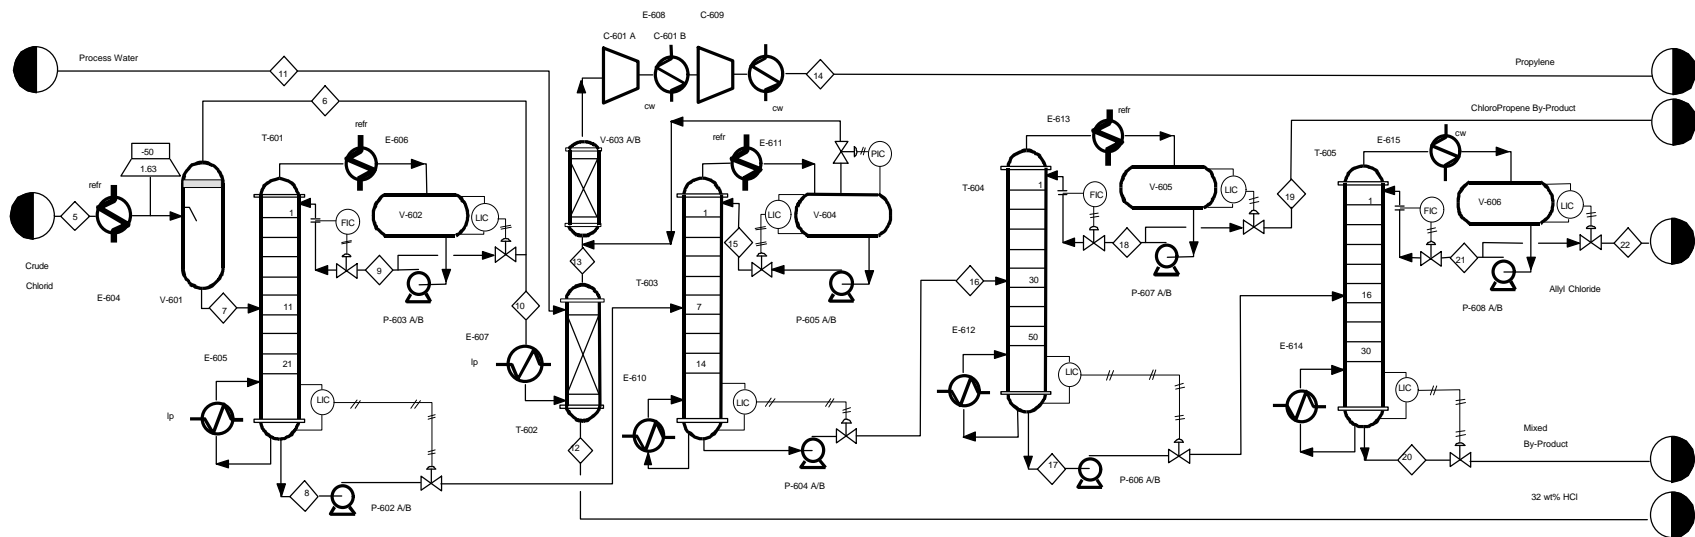 E-608
C-609
C-601 A
C-601 B
Process Water
11
14
Propylene
cw
cw
6
ChloroPropene By-Product
refr
T-601
E-606
V-603 A/B
refr
E-611
E-613
refr
E-615
cw
-50
1.63
PIC
T-604
T-605
refr
5
1
FIC
V-602
LIC
1
LIC
V-604
1
FIC
V-605
LIC
19
1
FIC
V-606
LIC
15
18
21
22
Crude
Chlorid
9
13
E-604
V-601
7
11
P-603 A/B
10
T-603
7
P-605 A/B
16
30
P-607 A/B
16
P-608 A/B
Allyl Chloride
E-605
21
E-607
lp
14
E-612
50
E-614
30
E-610
lp
LIC
LIC
LIC
LIC
T-602
12
Mixed
By-Product
17
20
P-604 A/B
P-606 A/B
8
P-602 A/B
32 wt% HCl